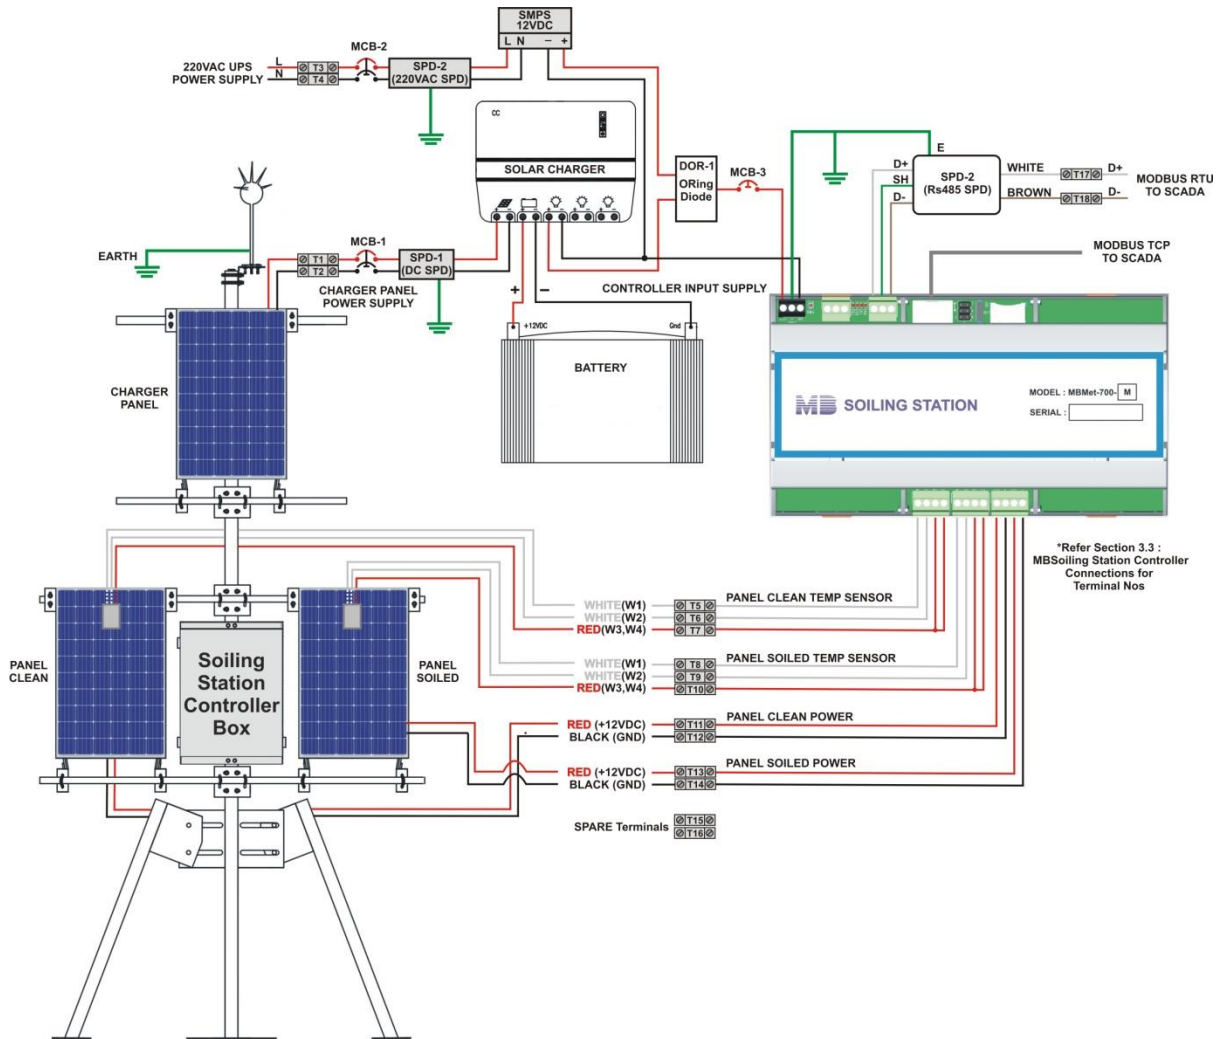 SMPS
12VDC
L N − +
MCB-2
220VAC UPS
POWER SUPPLY
L
N
T3
T4
SPD-2
(220VAC SPD)
CC
SOLAR CHARGER
DOR-1
ORing
Diode
MCB-3
E
D+
SH
D-
SPD-2
(Rs485 SPD)
WHITE
BROWN
T17
T18
D+
D-
MODBUS RTU
TO SCADA
MODBUS TCP
TO SCADA
EARTH
MCB-1
T1
T2
SPD-1
(DC SPD)
CHARGER PANEL
POWER SUPPLY
+ −
CONTROLLER INPUT SUPPLY
+12VDC
Gnd
BATTERY
CHARGER
PANEL
MB SOILING STATION
MODEL : MBMet-700- M
SERIAL :
*Refer Section 3.3 :
MBSoiling Station Controller
Connections for
Terminal Nos
PANEL
CLEAN
Soiling
Station
Controller
Box
PANEL
SOILED
WHITE(W1) T5 PANEL CLEAN TEMP SENSOR
WHITE(W2) T6
RED(W3,W4) T7
WHITE(W1) T8 PANEL SOILED TEMP SENSOR
WHITE(W2) T9
RED(W3,W4) T10
RED (+12VDC) T11 PANEL CLEAN POWER
BLACK (GND) T12
RED (+12VDC) T13 PANEL SOILED POWER
BLACK (GND) T14
SPARE Terminals
T15
T16